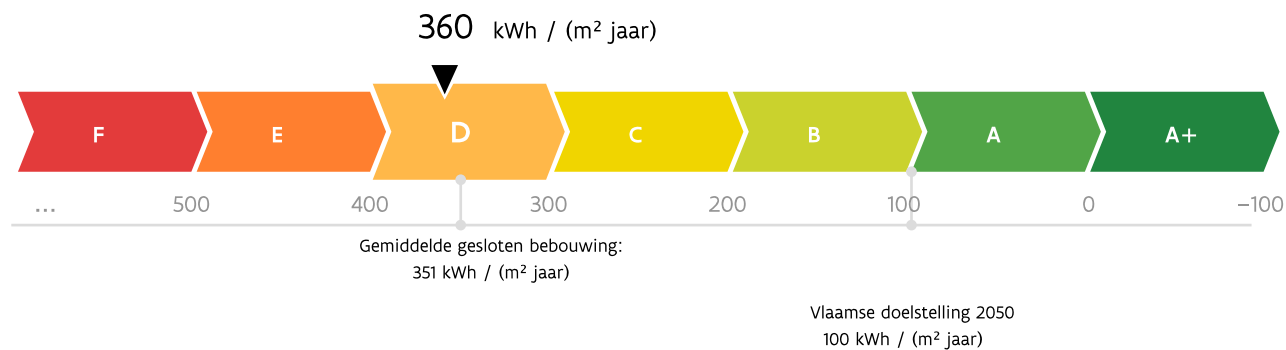 360 kWh / (m² jaar)
F E D C B A A+
... 500 400 300 200 100 0 −100
Gemiddelde gesloten bebouwing:
351 kWh / (m² jaar)
Vlaamse doelstelling 2050
100 kWh / (m² jaar)